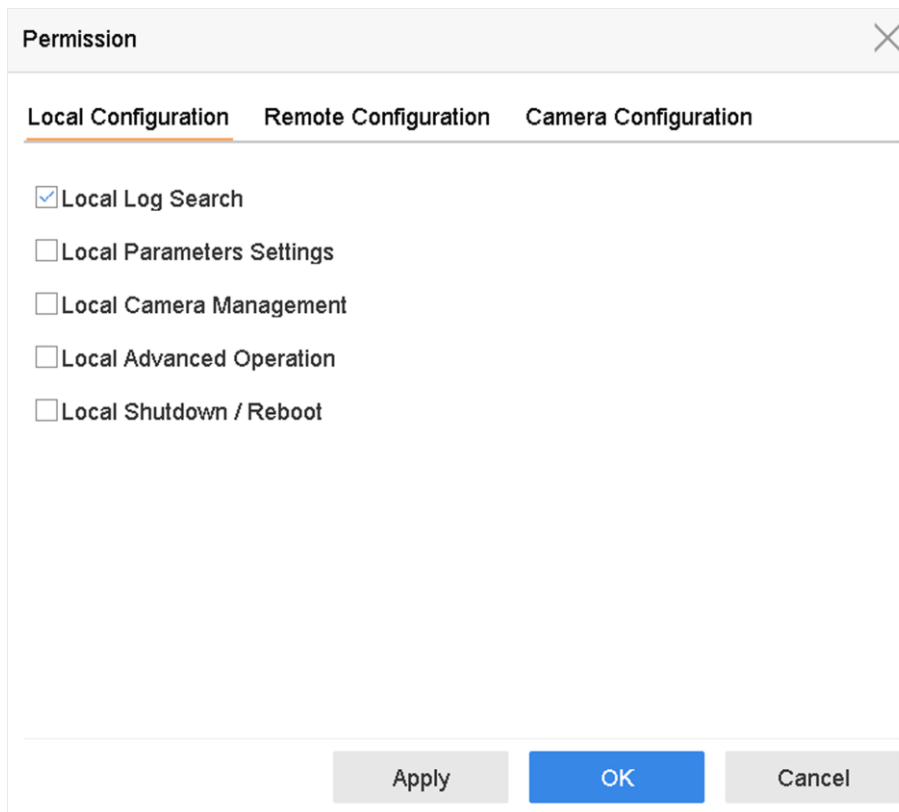 Permission
Local Configuration Remote Configuration Camera Configuration
Local Log Search
Local Parameters Settings
Local Camera Management
Local Advanced Operation
Local Shutdown / Reboot
Apply OK Cancel